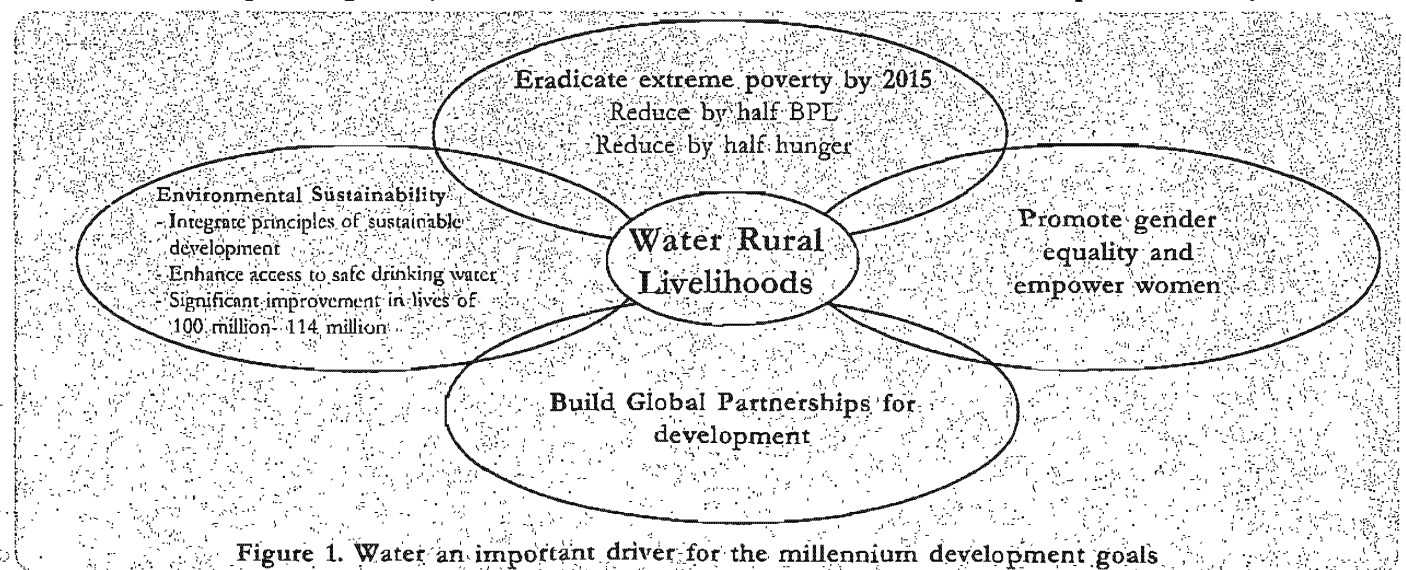 Eradicate extreme poverty by 2015
Reduce by half BPL
Reduce by half hunger
Environmental Sustainability
- Integrate principles of sustainable
development
- Enhance access to safe drinking water
- Significant improvement in lives of
100 million- 114 million
Water Rural
Livelihoods
Promote gender
equality and
empower women
Build Global Partnerships for
development
Figure 1. Water an important driver for the millennium development goals